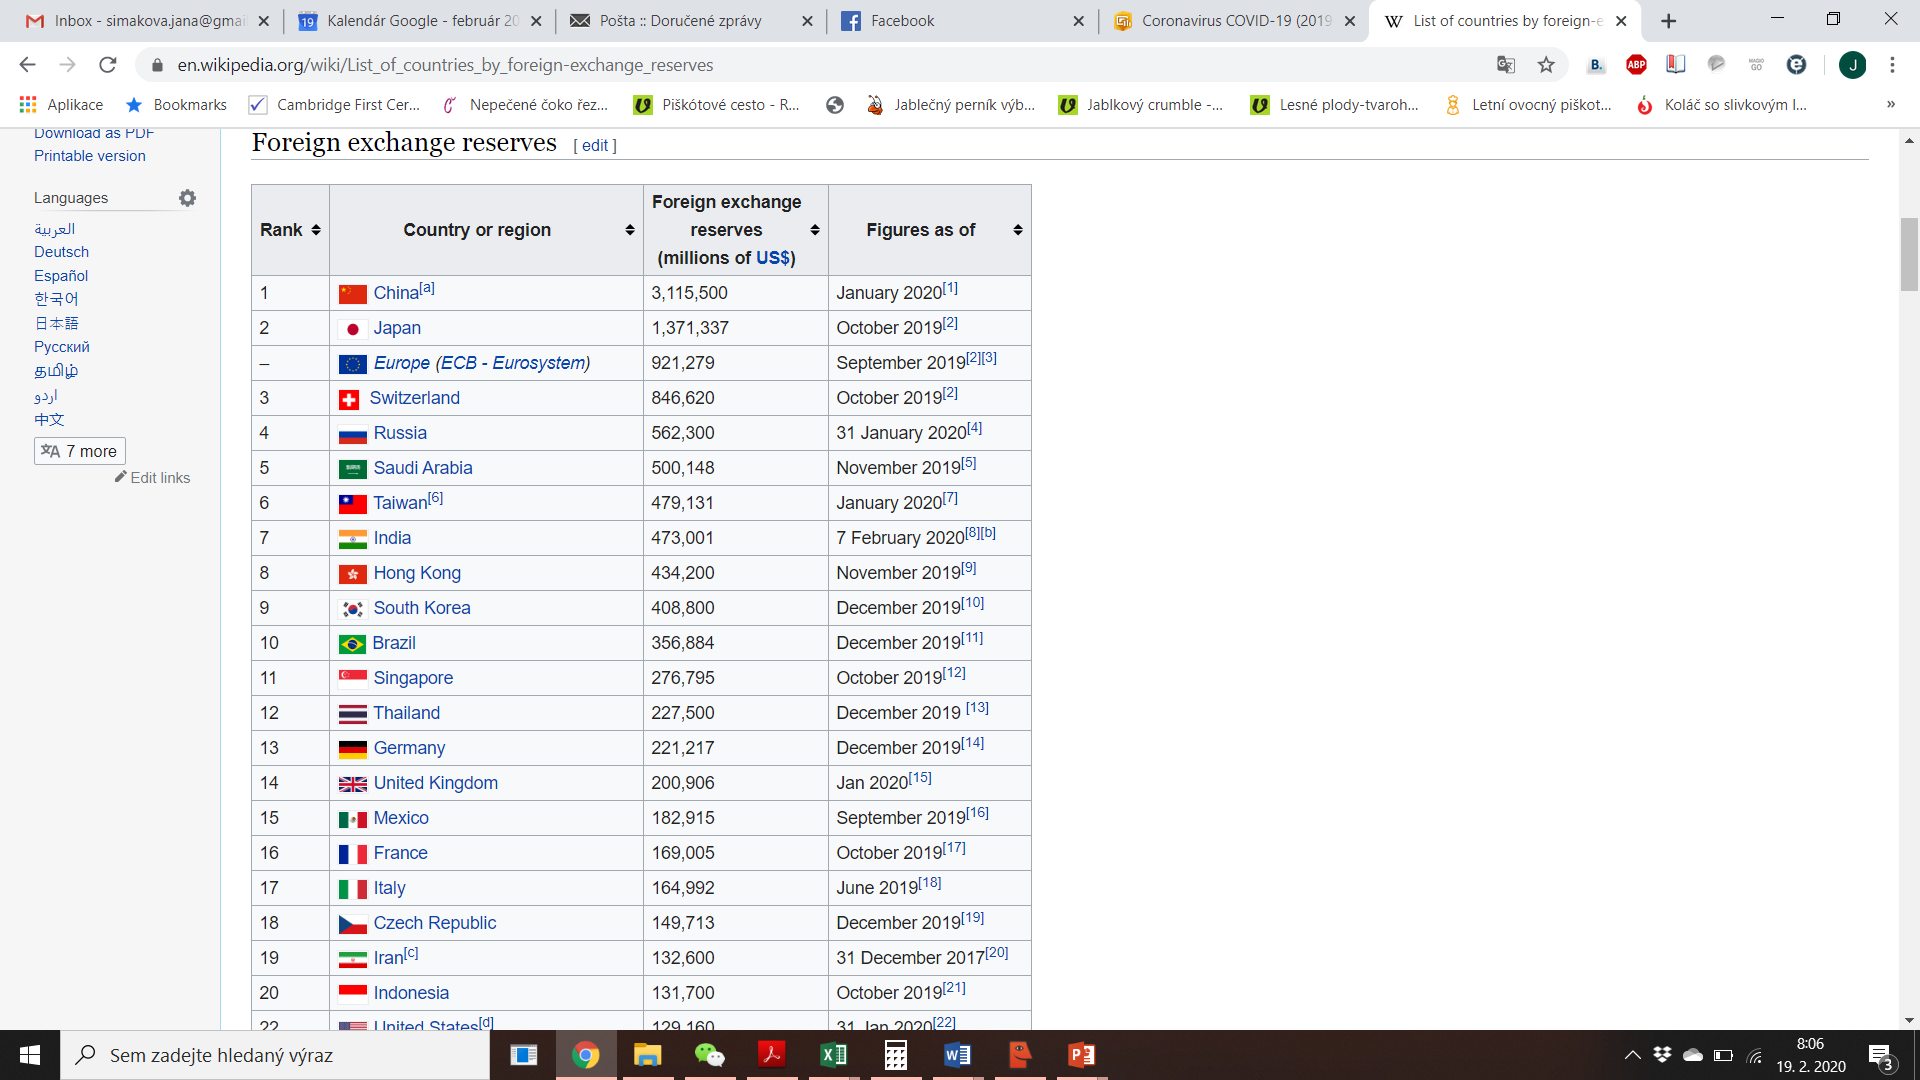 Inbox - simakova.jana@gmai
Kalendár Google - február 20
Pošta :: Doručené zprávy
Facebook
Coronavirus COVID-19 (2019
List of countries by foreign-e
en.wikipedia.org/wiki/List_of_countries_by_foreign-exchange_reserves
Aplikace
Bookmarks
Cambridge First Cer...
Nepečené čoko řez...
Piškótové cesto - R...
Jablečný perník výb...
Jablkový crumble -...
Lesné plody-tvaroh...
Letní ovocný piškot...
Koláč so slivkovým l...
»
Download as PDF
Printable version
Languages
العربية
Deutsch
Español
한국어
日本語
Русский
தமிழ்
اردو
中文
7 more
Edit links
Foreign exchange reserves [ edit ]
Rank Country or region Foreign exchange reserves (millions of US$) Figures as of
1 China[a] 3,115,500 January 2020[1]
2 Japan 1,371,337 October 2019[2]
– Europe (ECB - Eurosystem) 921,279 September 2019[2][3]
3 Switzerland 846,620 October 2019[2]
4 Russia 562,300 31 January 2020[4]
5 Saudi Arabia 500,148 November 2019[5]
6 Taiwan[6] 479,131 January 2020[7]
7 India 473,001 7 February 2020[8][b]
8 Hong Kong 434,200 November 2019[9]
9 South Korea 408,800 December 2019[10]
10 Brazil 356,884 December 2019[11]
11 Singapore 276,795 October 2019[12]
12 Thailand 227,500 December 2019 [13]
13 Germany 221,217 December 2019[14]
14 United Kingdom 200,906 Jan 2020[15]
15 Mexico 182,915 September 2019[16]
16 France 169,005 October 2019[17]
17 Italy 164,992 June 2019[18]
18 Czech Republic 149,713 December 2019[19]
19 Iran[c] 132,600 31 December 2017[20]
20 Indonesia 131,700 October 2019[21]
22 United States[d] 129,160 31 Jan 2020[22]
Sem zadejte hledaný výraz
8:06
19. 2. 2020
3